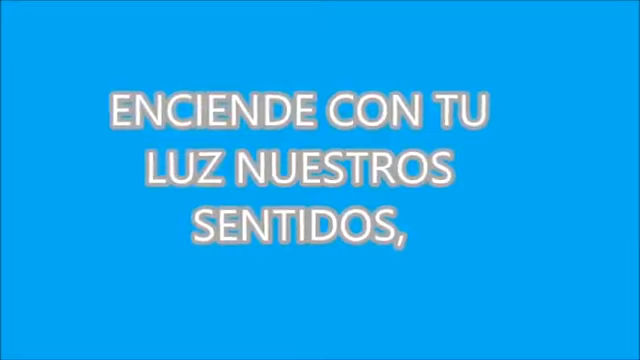 ENCIENDE CON TU
LUZ NUESTROS
SENTIDOS,